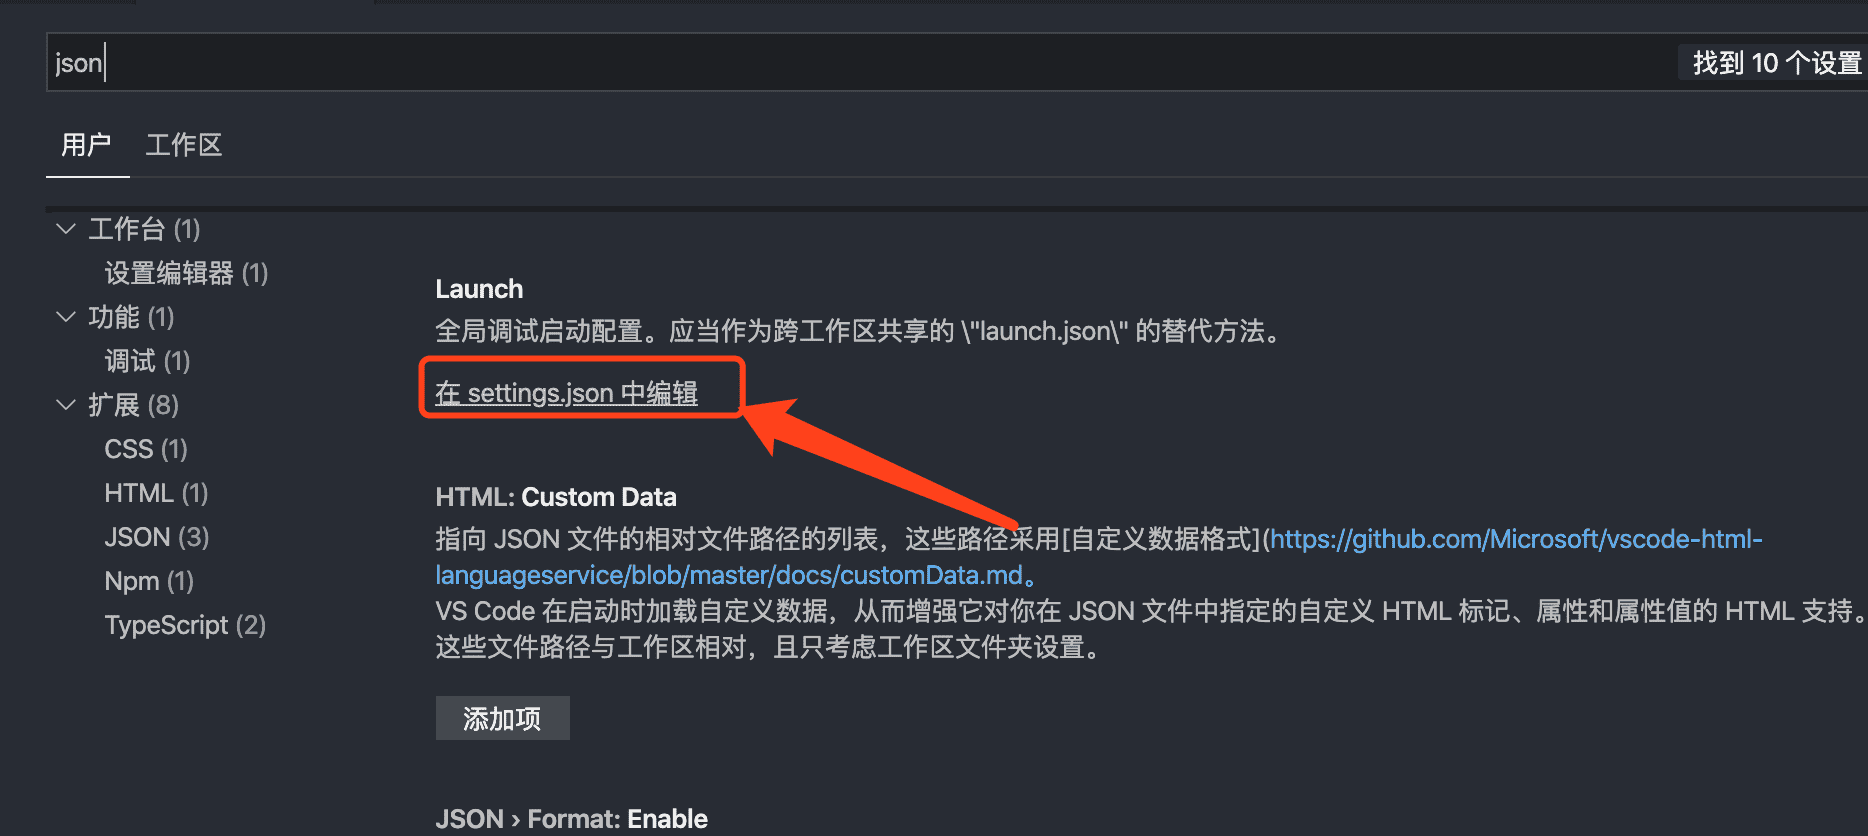 json
找到 10 个设置
用户 工作区
工作台 (1)
设置编辑器 (1)
功能 (1)
调试 (1)
扩展 (8)
CSS (1)
HTML (1)
JSON (3)
Npm (1)
TypeScript (2)
Launch
全局调试启动配置。应当作为跨工作区共享的 \"launch.json\" 的替代方法。
在 settings.json 中编辑
HTML: Custom Data
指向 JSON 文件的相对文件路径的列表，这些路径采用[自定义数据格式](https://github.com/Microsoft/vscode-html-
languageservice/blob/master/docs/customData.md。
VS Code 在启动时加载自定义数据，从而增强它对你在 JSON 文件中指定的自定义 HTML 标记、属性和属性值的 HTML 支持。
这些文件路径与工作区相对，且只考虑工作区文件夹设置。
添加项
JSON › Format: Enable